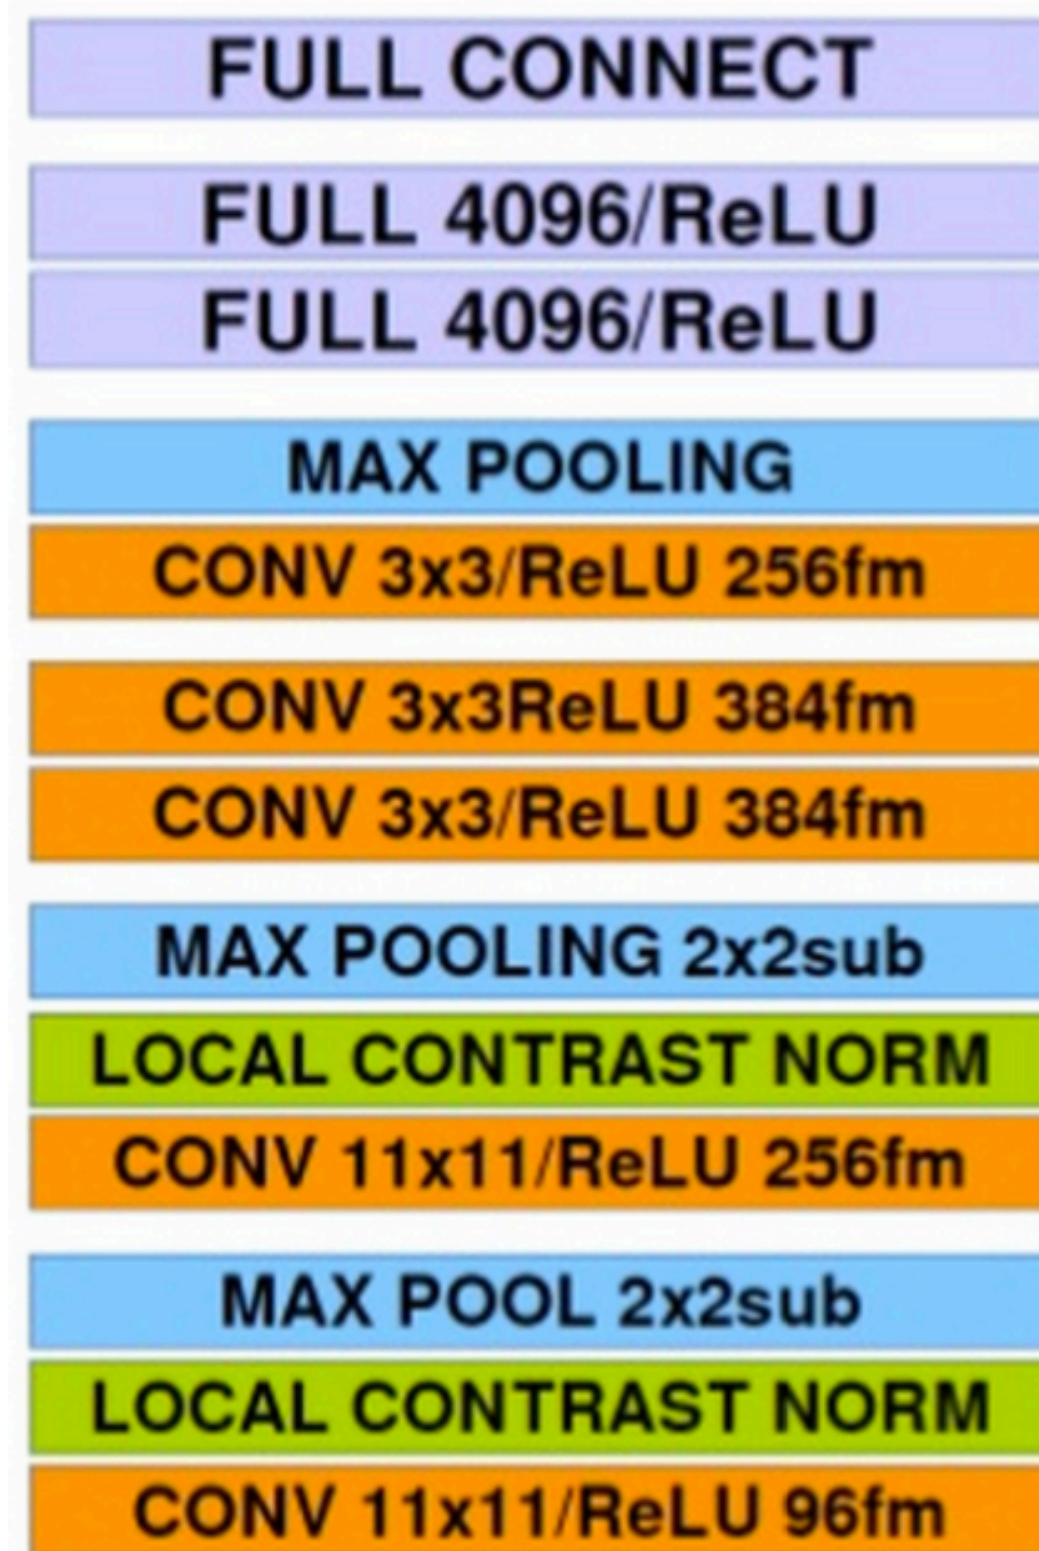 FULL CONNECT
FULL 4096/ReLU
FULL 4096/ReLU
MAX POOLING
CONV 3x3/ReLU 256fm
CONV 3x3ReLU 384fm
CONV 3x3/ReLU 384fm
MAX POOLING 2x2sub
LOCAL CONTRAST NORM
CONV 11x11/ReLU 256fm
MAX POOL 2x2sub
LOCAL CONTRAST NORM
CONV 11x11/ReLU 96fm